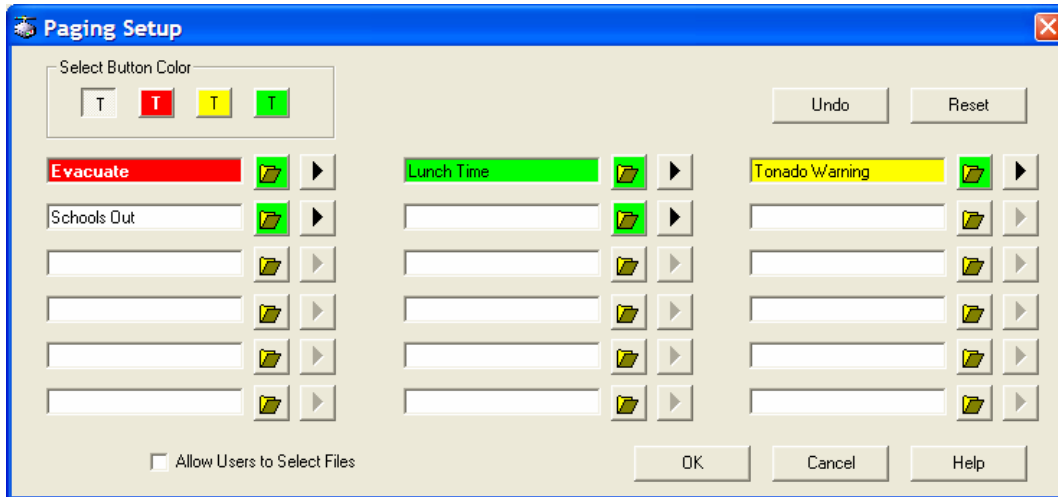 Paging Setup
Select Button Color
T T T T
Undo Reset
Evacuate Lunch Time Tonado Warning
Schools Out
Allow Users to Select Files OK Cancel Help